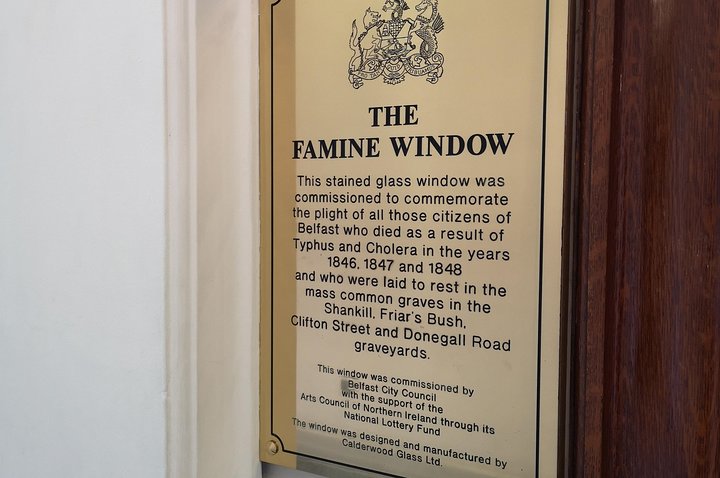 THE
FAMINE WINDOW
This stained glass window was
commissioned to commemorate
the plight of all those citizens of
Belfast who died as a result of
Typhus and Cholera in the years
1846, 1847 and 1848
and who were laid to rest in the
mass common graves in the
Shankill, Friar's Bush,
Clifton Street and Donegall Road
graveyards.
This window was commissioned by
Belfast City Council
with the support of the
Arts Council of Northern Ireland through its
National Lottery Fund
The window was designed and manufactured by
Calderwood Glass Ltd.